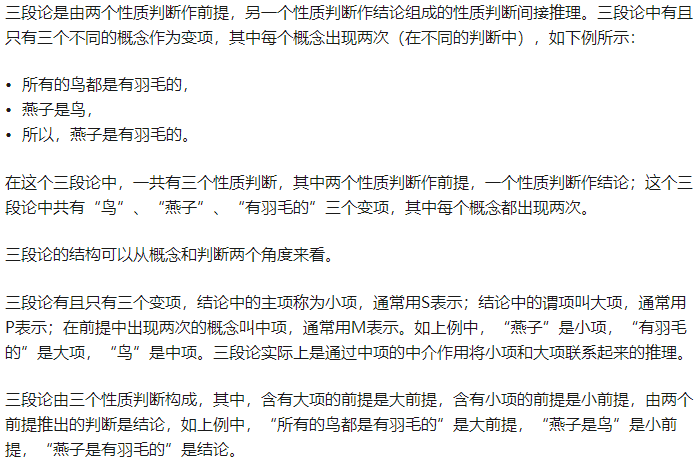 三段论是由两个性质判断作前提，另一个性质判断作结论组成的性质判断间接推理。三段论中有且
只有三个不同的概念作为变项，其中每个概念出现两次（在不同的判断中），如下例所示：
• 所有的鸟都是有羽毛的，
• 燕子是鸟，
• 所以，燕子是有羽毛的。
在这个三段论中，一共有三个性质判断，其中两个性质判断作前提，一个性质判断作结论；这个三
段论中共有“鸟”、“燕子”、“有羽毛的”三个变项，其中每个概念都出现两次。
三段论的结构可以从概念和判断两个角度来看。
三段论有且只有三个变项，结论中的主项称为小项，通常用S表示；结论中的谓项叫大项，通常用
P表示；在前提中出现两次的概念叫中项，通常用M表示。如上例中，“燕子”是小项，“有羽毛
的”是大项，“鸟”是中项。三段论实际上是通过中项的中介作用将小项和大项联系起来的推理。
三段论由三个性质判断构成，其中，含有大项的前提是大前提，含有小项的前提是小前提，由两个
前提推出的判断是结论，如上例中，“所有的鸟都是有羽毛的”是大前提，“燕子是鸟”是小前
提，“燕子是有羽毛的”是结论。